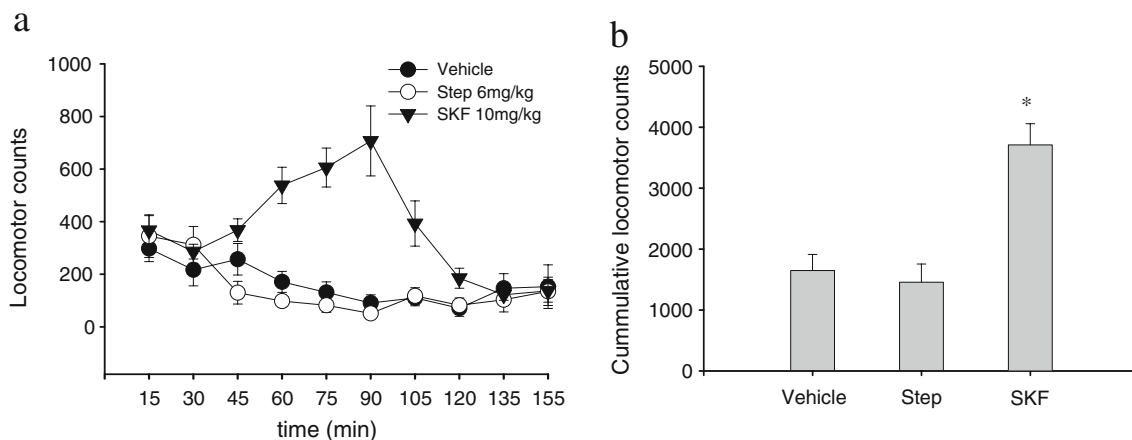 a
1000
800
600
400
200
0
Locomotor counts
Vehicle
Step 6mg/kg
SKF 10mg/kg
15 30 45 60 75 90 105 120 135 155
time (min)
b
5000
4000
3000
2000
1000
0
Cummulative locomotor counts
*
Vehicle Step SKF